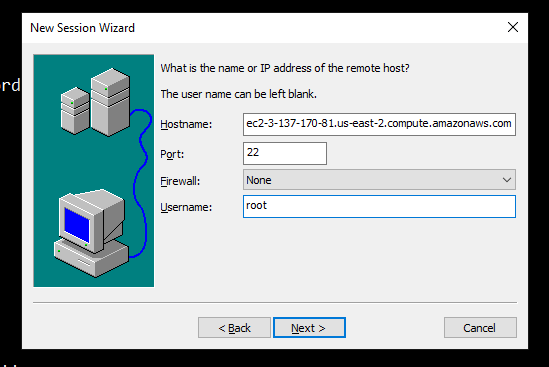 New Session Wizard
ord
What is the name or IP address of the remote host?
The user name can be left blank.
Hostname: ec2-3-137-170-81.us-east-2.compute.amazonaws.com
Port: 22
Firewall: None
Username: root
< Back Next > Cancel